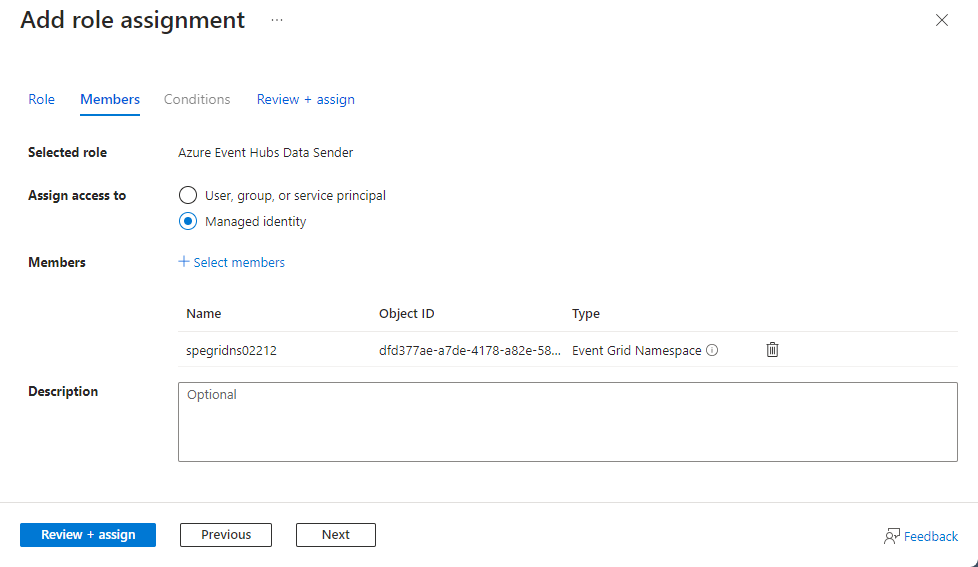 Add role assignment ...
Role Members Conditions Review + assign
Selected role Azure Event Hubs Data Sender
Assign access to User, group, or service principal
Managed identity
Members + Select members
Name Object ID Type
spegridns02212 dfd377ae-a7de-4178-a82e-58... Event Grid Namespace
Description Optional
Review + assign Previous Next Feedback